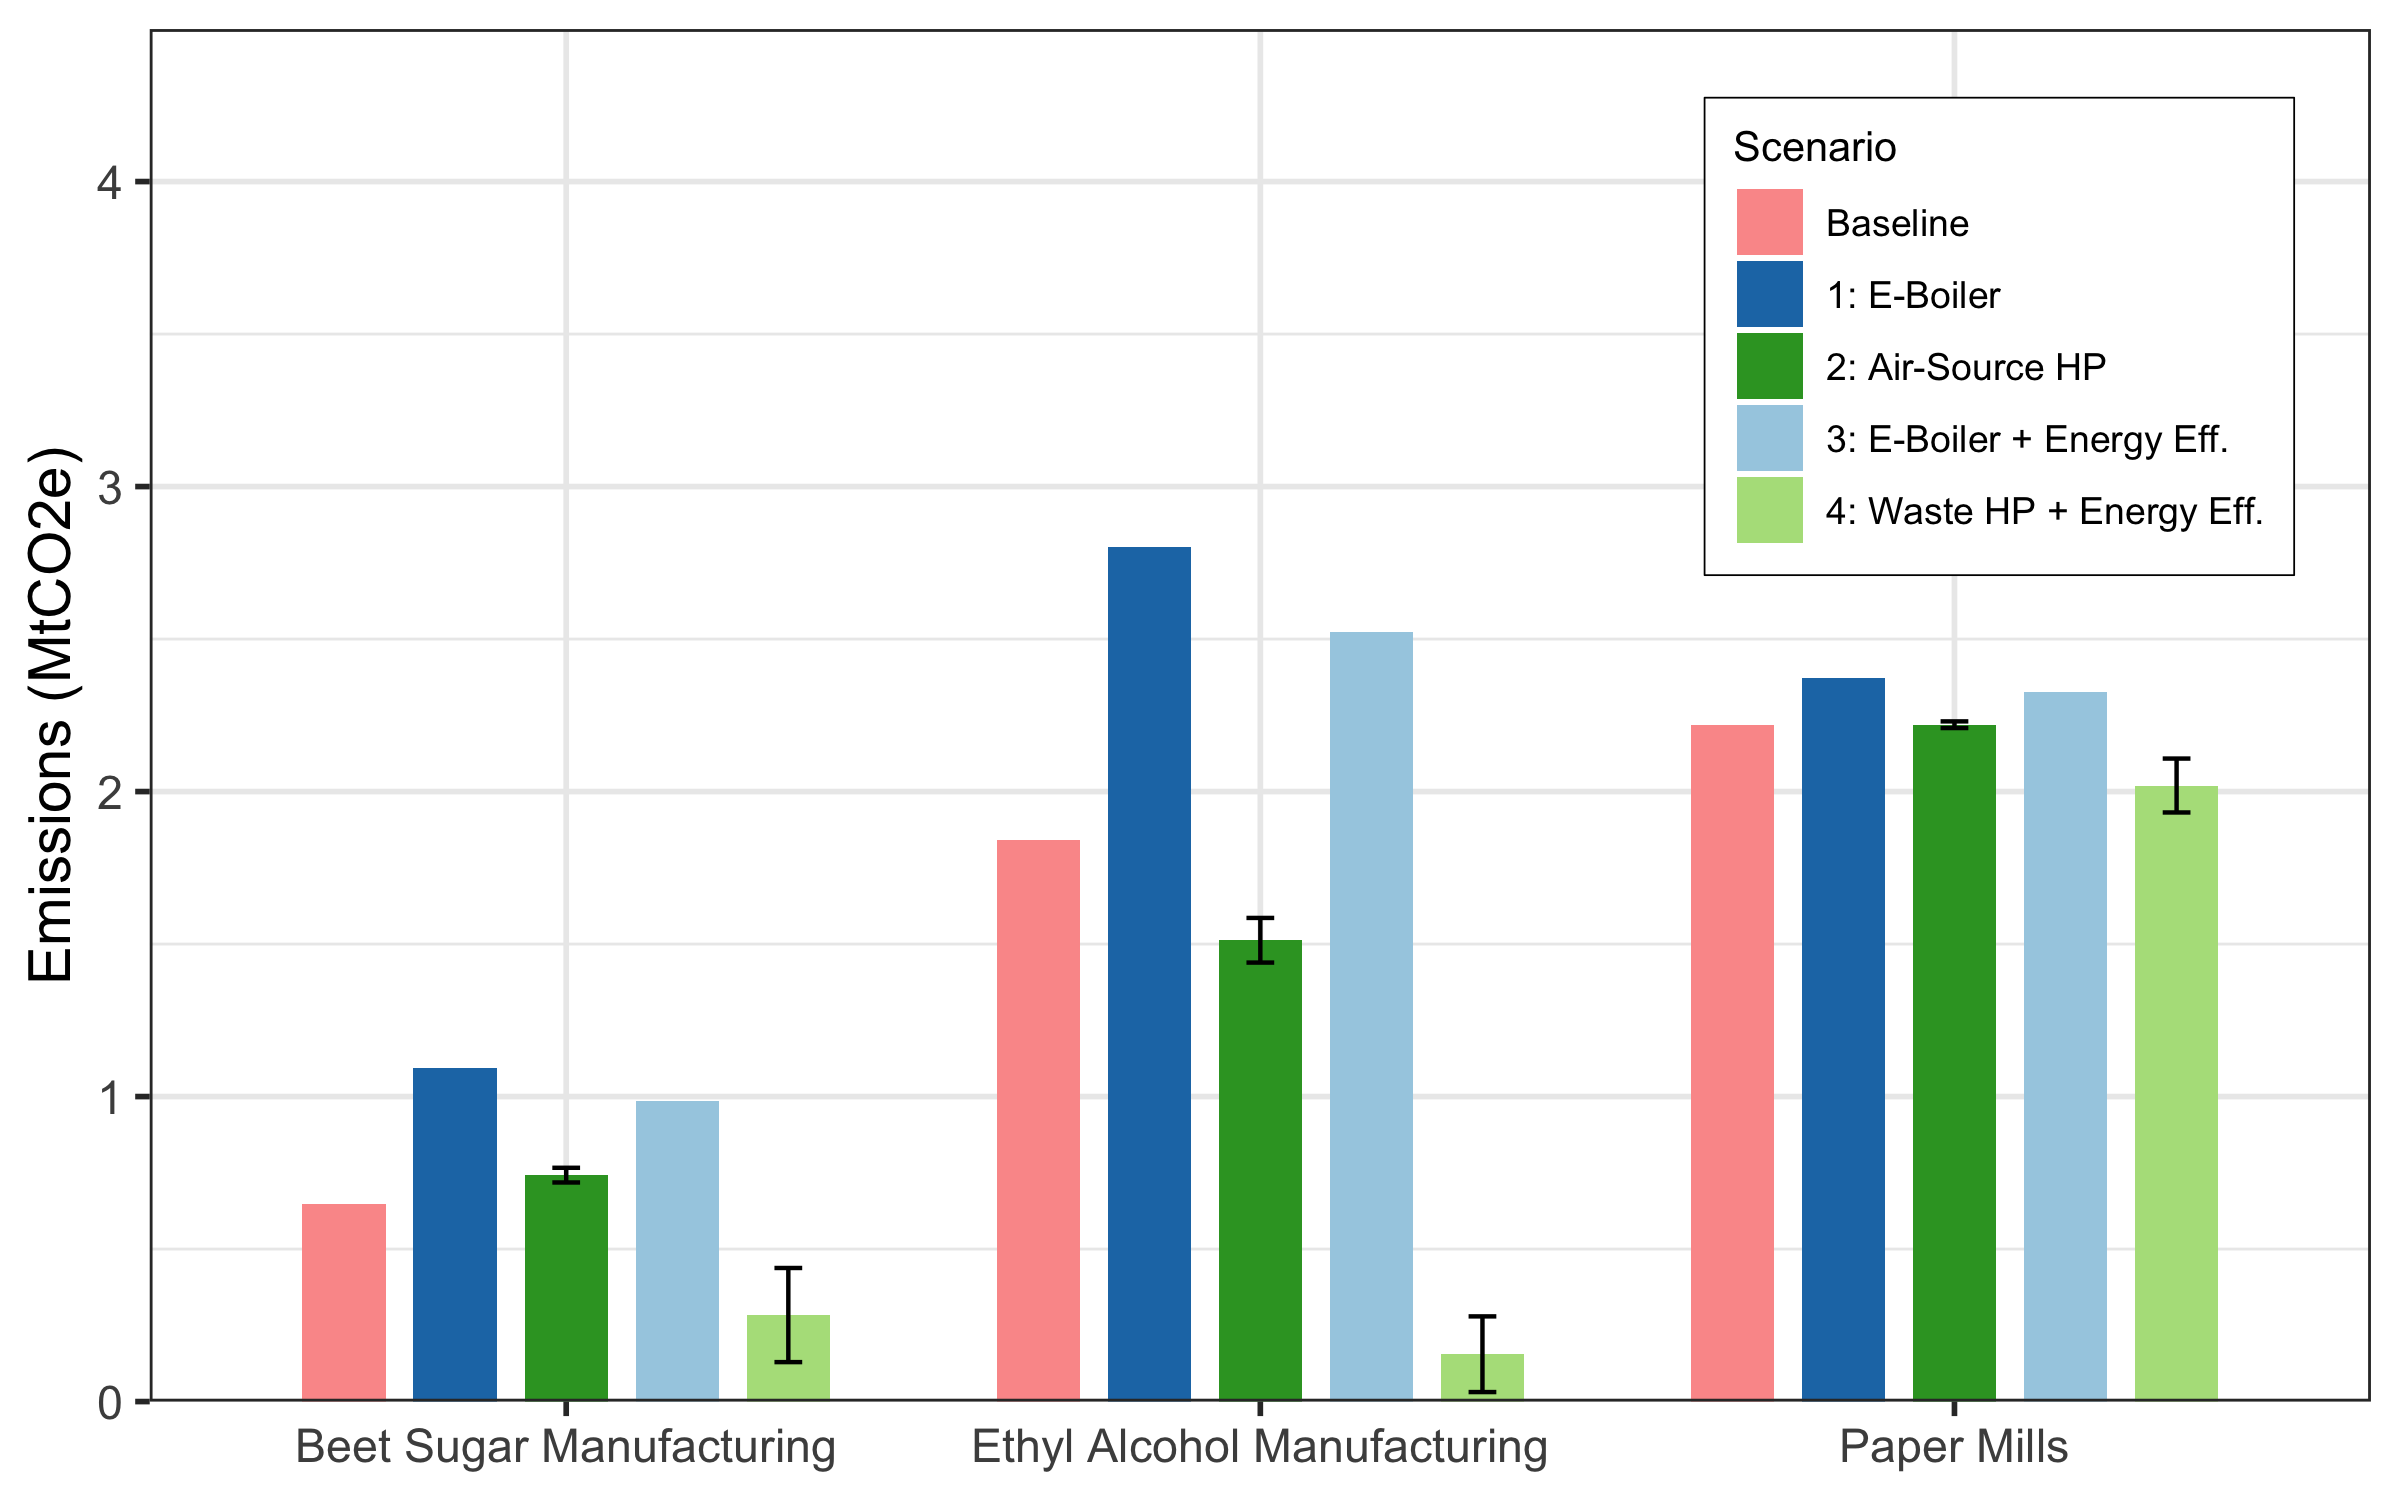 Emissions (MtCO2e)
4
3
2
1
0
Scenario
Baseline
1: E-Boiler
2: Air-Source HP
3: E-Boiler + Energy Eff.
4: Waste HP + Energy Eff.
Beet Sugar Manufacturing
Ethyl Alcohol Manufacturing
Paper Mills